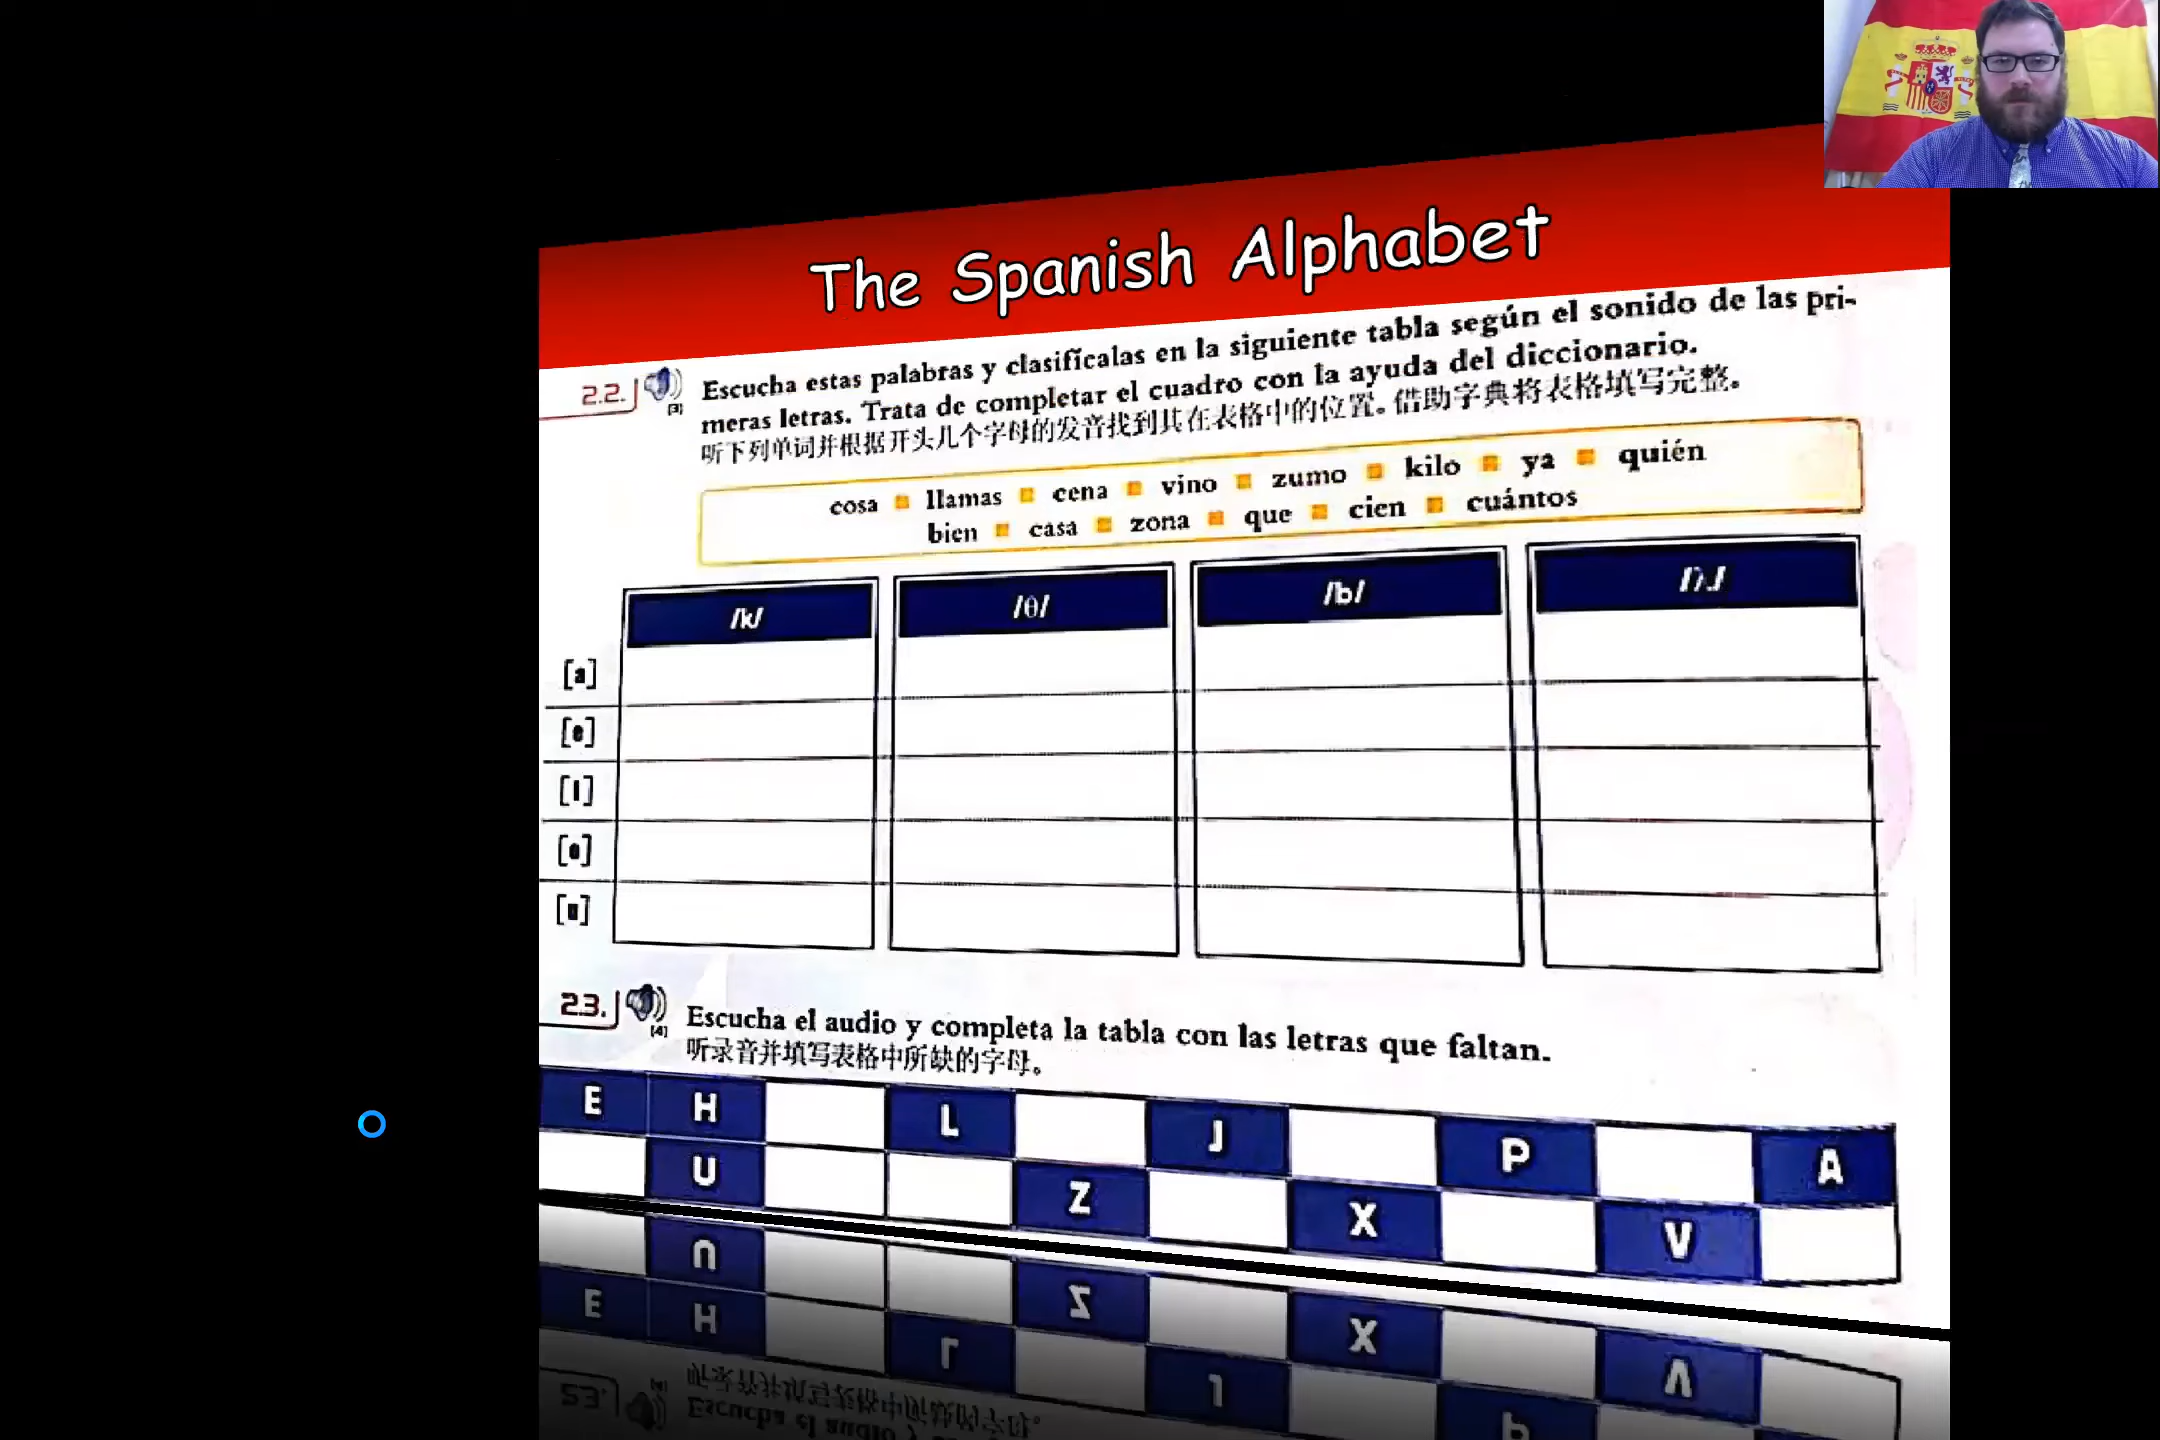 The Spanish Alphabet
2.2. Escucha estas palabras y clasifícalas en la siguiente tabla según el sonido de las pri-
[3] meras letras. Trata de completar el cuadro con la ayuda del diccionario.
听下列单词并根据开头几个字母的发音找到其在表格中的位置。借助字典将表格填写完整。
cosa llamas cena vino zumo kilo ya quién
bien casa zona que cien cuántos
/k/ /θ/ /b/
[a]
[e]
[i]
[o]
[u]
2.3. Escucha el audio y completa la tabla con las letras que faltan.
[4] 听录音并填写表格中所缺的字母。
E H L J P A
U Z X V